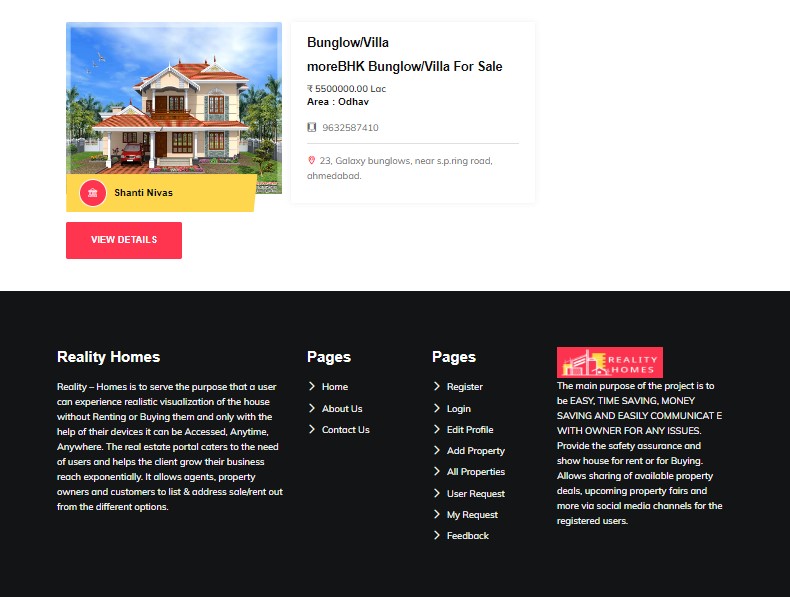 Bunglow/Villa
moreBHK Bunglow/Villa For Sale
₹ 5500000.00 Lac
Area : Odhav
9632587410
23, Galaxy bunglows, near s.p.ring road,
ahmedabad.
Shanti Nivas
VIEW DETAILS
Reality Homes
Reality – Homes is to serve the purpose that a user
can experience realistic visualization of the house
without Renting or Buying them and only with the
help of their devices it can be Accessed, Anytime,
Anywhere. The real estate portal caters to the need
of users and helps the client grow their business
reach exponentially. It allows agents, property
owners and customers to list & address sale/rent out
from the different options.
Pages
Home
About Us
Contact Us
Pages
Register
Login
Edit Profile
Add Property
All Properties
User Request
My Request
Feedback
REALITY
HOMES
The main purpose of the project is to
be EASY, TIME SAVING, MONEY
SAVING AND EASILY COMMUNICAT E
WITH OWNER FOR ANY ISSUES.
Provide the safety assurance and
show house for rent or for Buying.
Allows sharing of available property
deals, upcoming property fairs and
more via social media channels for the
registered users.